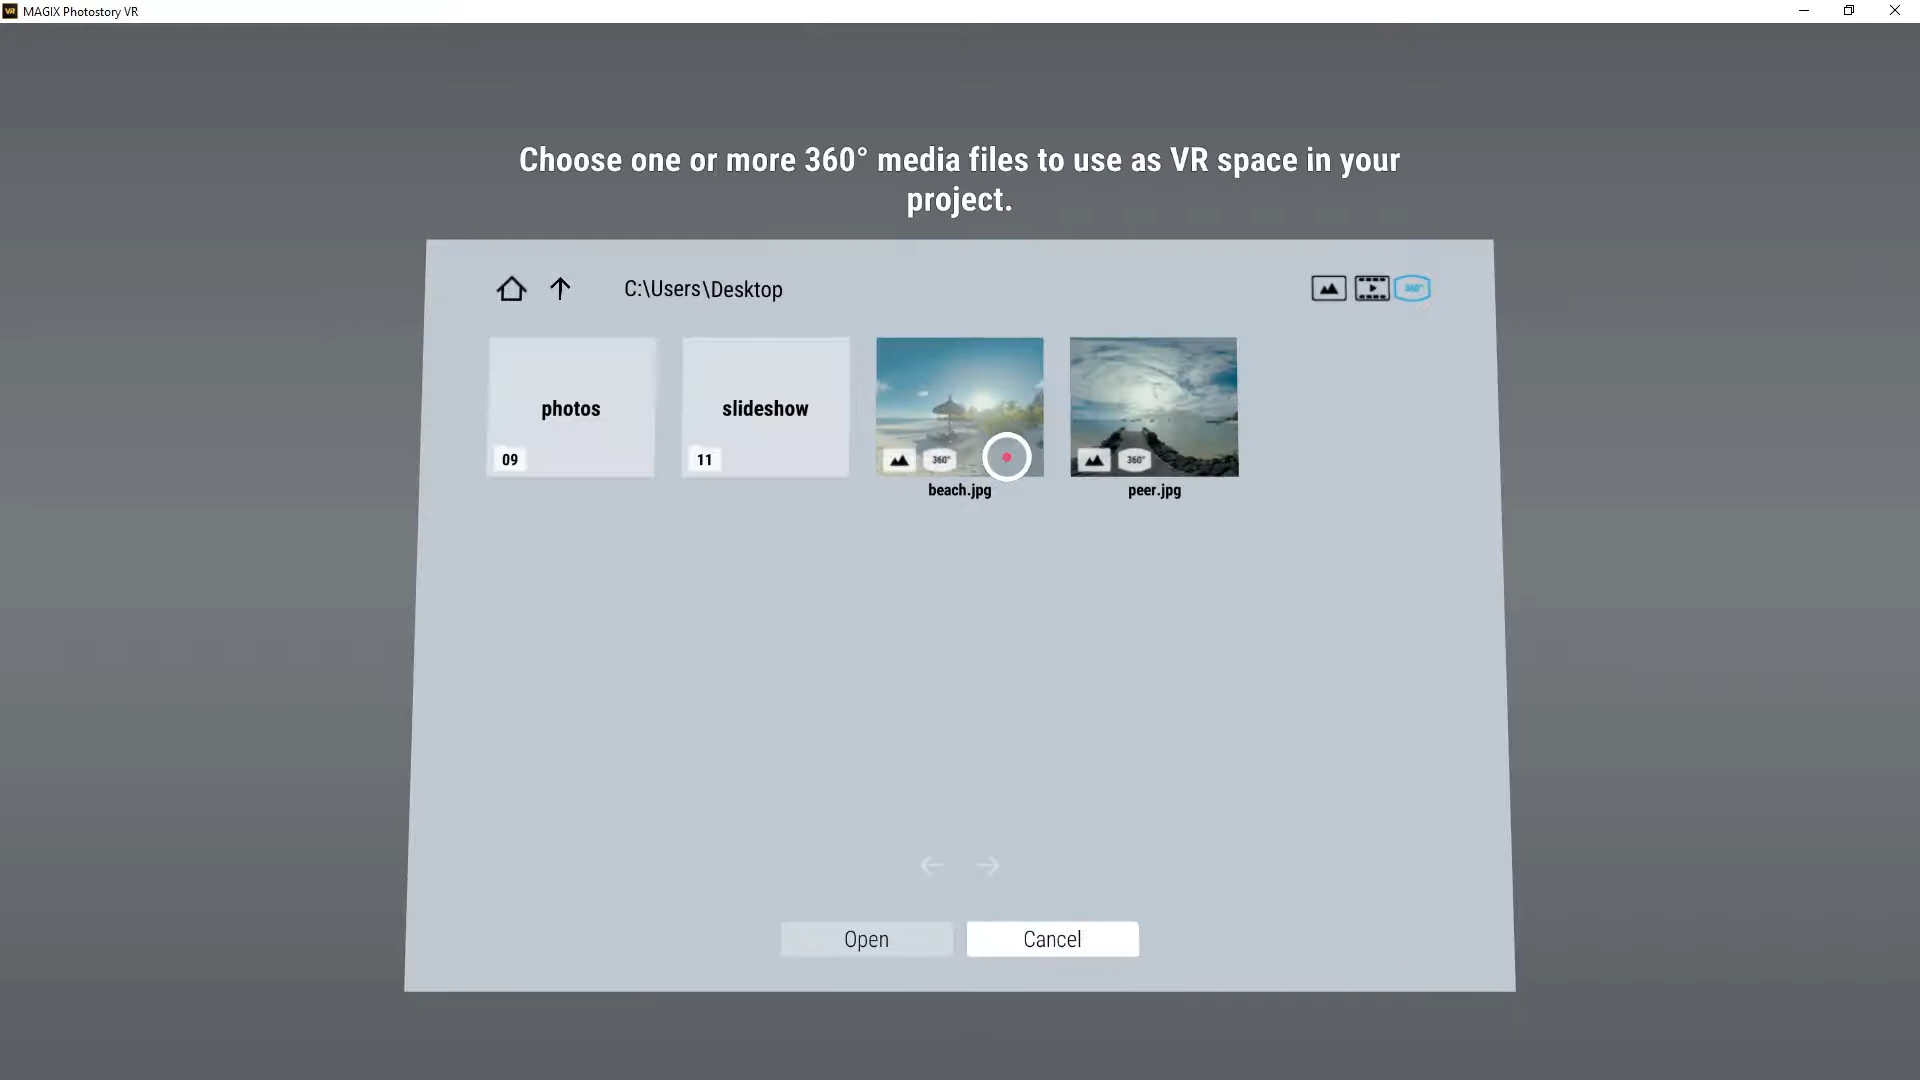 MAGIX Photostory VR
Choose one or more 360° media files to use as VR space in your
project.
C:\Users\Desktop
360°
photos
slideshow
09
11
360°
360°
beach.jpg
peer.jpg
Open
Cancel